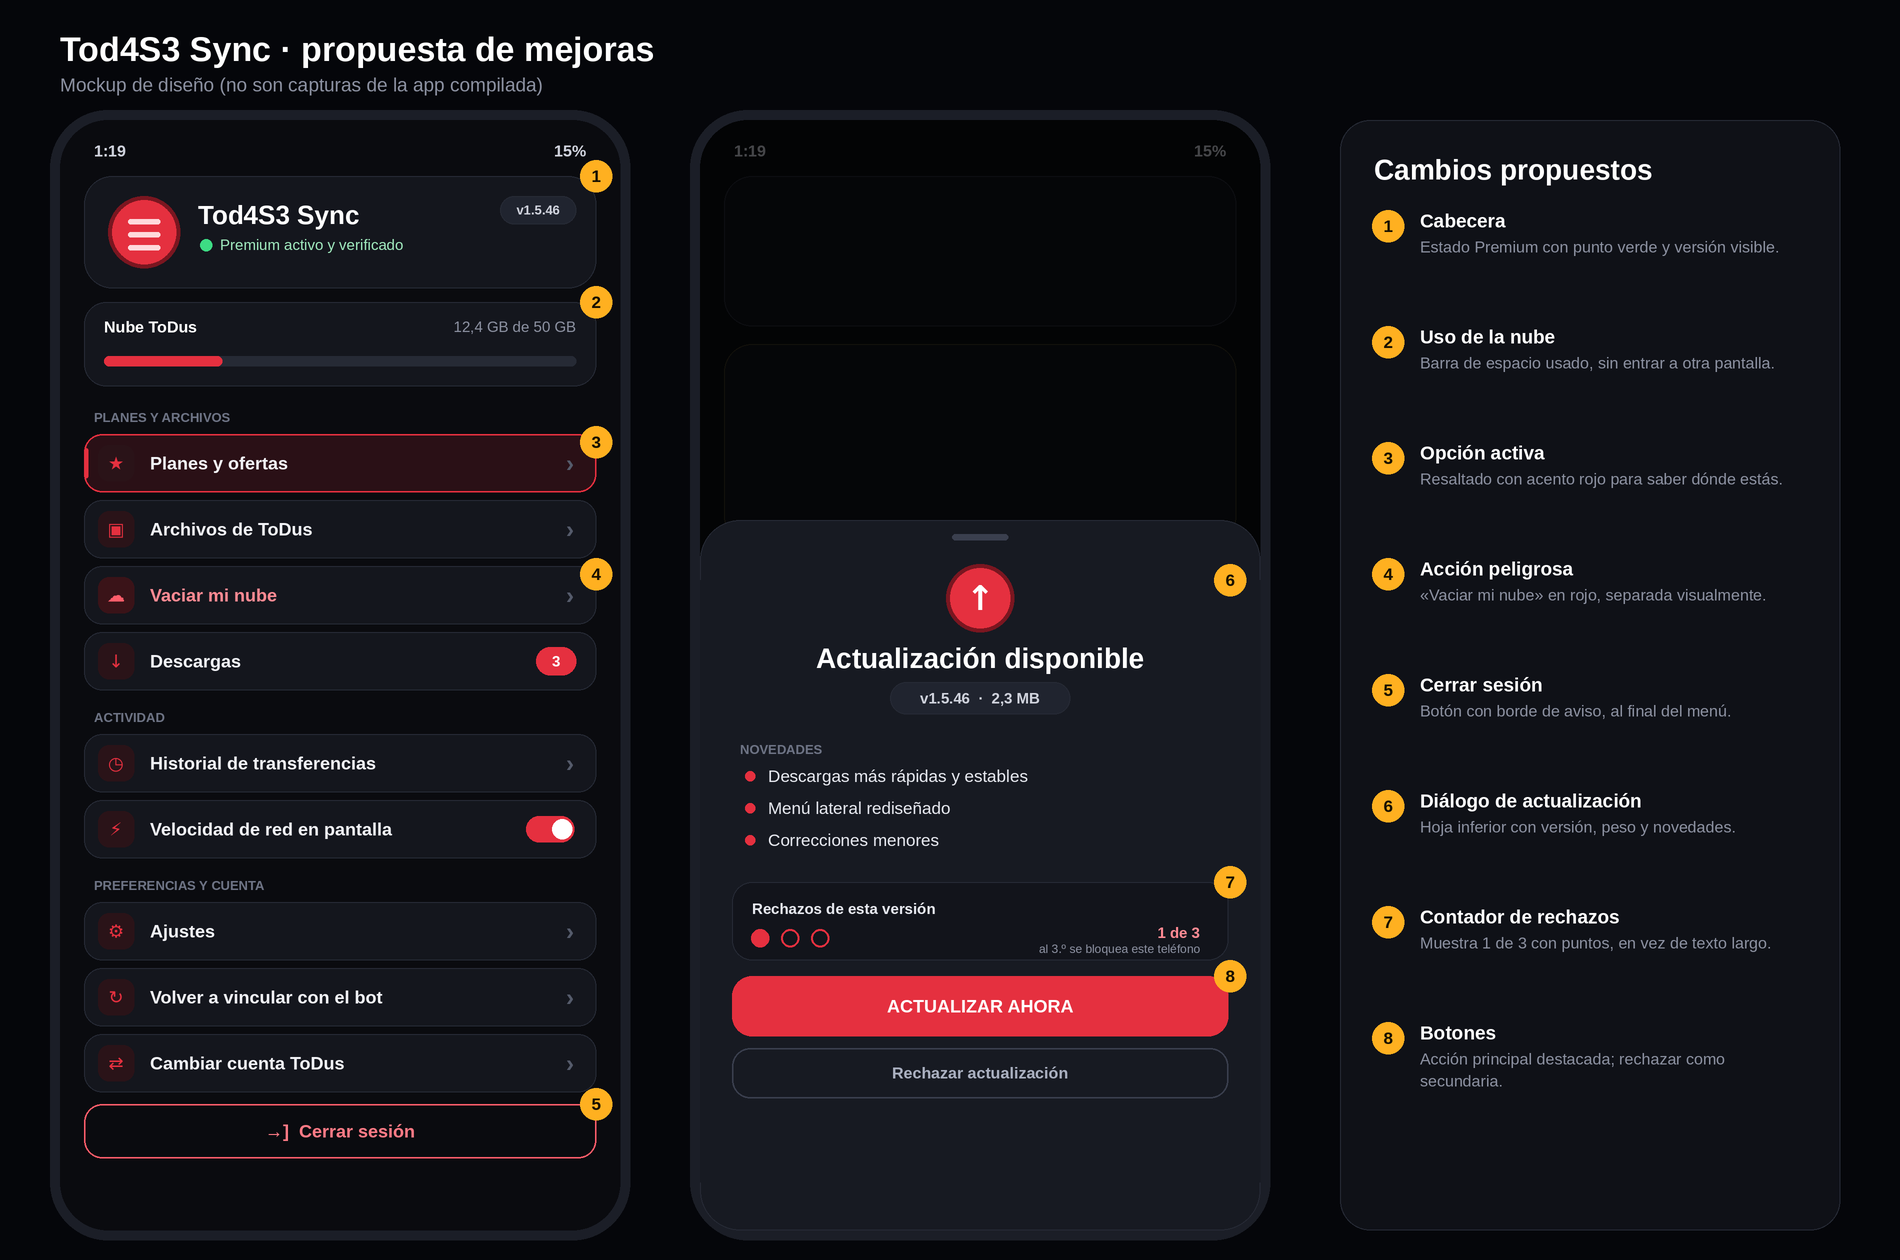 Tod4S3 Sync · propuesta de mejoras
Mockup de diseño (no son capturas de la app compilada)
1:19
15%
1
Tod4S3 Sync
v1.5.46
Premium activo y verificado
2
Nube ToDus
12,4 GB de 50 GB
PLANES Y ARCHIVOS
3
Planes y ofertas
Archivos de ToDus
4
Vaciar mi nube
Descargas
3
ACTIVIDAD
Historial de transferencias
Velocidad de red en pantalla
PREFERENCIAS Y CUENTA
Ajustes
Volver a vincular con el bot
Cambiar cuenta ToDus
5
→] Cerrar sesión
1:19
15%
6
Actualización disponible
v1.5.46 · 2,3 MB
NOVEDADES
Descargas más rápidas y estables
Menú lateral rediseñado
Correcciones menores
7
Rechazos de esta versión
1 de 3
al 3.º se bloquea este teléfono
8
ACTUALIZAR AHORA
Rechazar actualización
Cambios propuestos
1
Cabecera
Estado Premium con punto verde y versión visible.
2
Uso de la nube
Barra de espacio usado, sin entrar a otra pantalla.
3
Opción activa
Resaltado con acento rojo para saber dónde estás.
4
Acción peligrosa
«Vaciar mi nube» en rojo, separada visualmente.
5
Cerrar sesión
Botón con borde de aviso, al final del menú.
6
Diálogo de actualización
Hoja inferior con versión, peso y novedades.
7
Contador de rechazos
Muestra 1 de 3 con puntos, en vez de texto largo.
8
Botones
Acción principal destacada; rechazar como
secundaria.